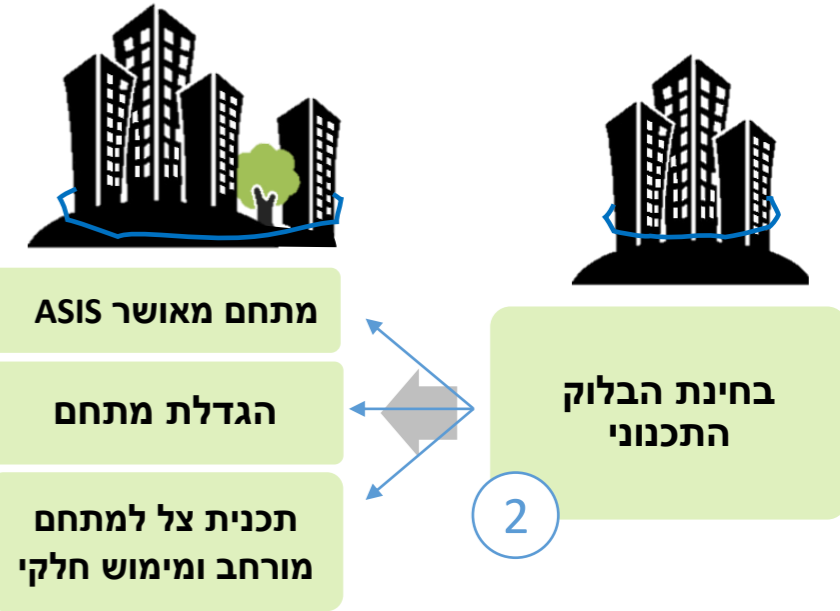 בחינת הבלוק
התכנוני
2
מתחם מאושר ASIS
הגדלת מתחם
תכנית צל למתחם
מורחב ומימוש חלקי